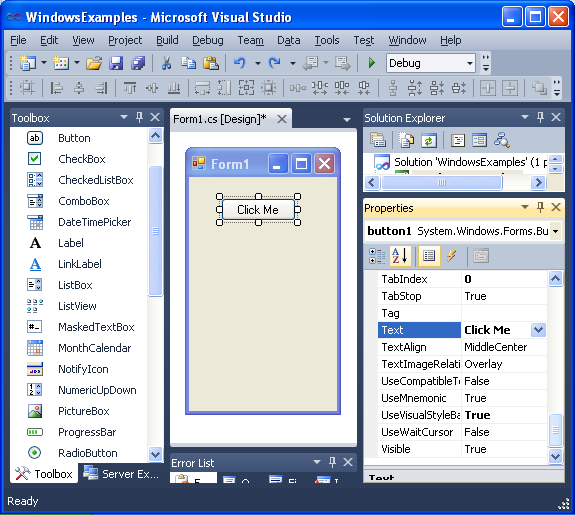 WindowsExamples - Microsoft Visual Studio
File Edit View Project Build Debug Team Data Tools Test Window Help
Debug
Toolbox
Button
CheckBox
CheckedListBox
ComboBox
DateTimePicker
Label
LinkLabel
ListBox
ListView
MaskedTextBox
MonthCalendar
NotifyIcon
NumericUpDown
PictureBox
ProgressBar
RadioButton
Toolbox Server Ex...
Form1.cs [Design]*
Form1
Click Me
Error List
Solution Explorer
Solution 'WindowsExamples' (1 p
Properties
button1 System.Windows.Forms.Bu
TabIndex 0
TabStop True
Tag
Text Click Me
TextAlign MiddleCenter
TextImageRelati Overlay
UseCompatibleTe False
UseMnemonic True
UseVisualStyleBa True
UseWaitCursor False
Visible True
Text
Ready